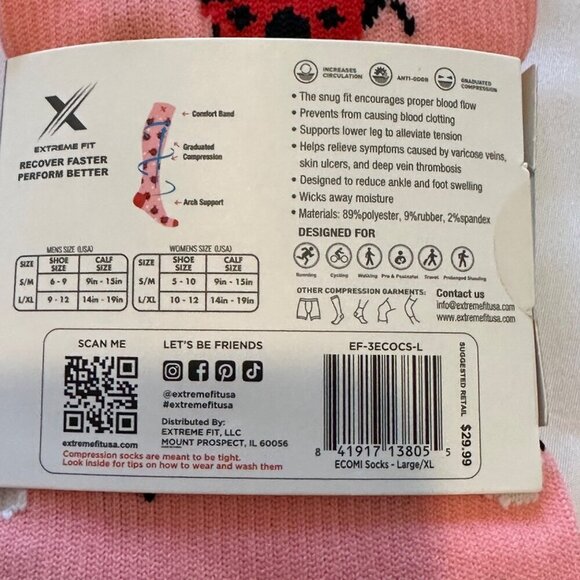 EXTREME FIT
RECOVER FASTER
PERFORM BETTER
Comfort Band
Graduated
Compression
Arch Support
INCREASES
CIRCULATION
ANTI-ODOR
GRADUATED
COMPRESSION
• The snug fit encourages proper blood flow
• Prevents from causing blood clotting
• Supports lower leg to alleviate tension
• Helps relieve symptoms caused by varicose veins,
skin ulcers, and deep vein thrombosis
• Designed to reduce ankle and foot swelling
• Wicks away moisture
• Materials: 89%polyester, 9%rubber, 2%spandex
DESIGNED FOR
Running Cycling Walking Pre & Postnatal Travel Prolonged Standing
OTHER COMPRESSION GARMENTS:
Contact us
info@extremefitusa.com
www.extremefitusa.com
MENS SIZE (USA)
SIZE SHOE SIZE CALF SIZE
S/M 6 - 9 9in - 15in
L/XL 9 - 12 14in - 19in
WOMENS SIZE (USA)
SIZE SHOE SIZE CALF SIZE
S/M 5 - 10 9in - 15in
L/XL 10 - 12 14in - 19in
SCAN ME
extremefitusa.com
LET'S BE FRIENDS
@extremefitusa
#extremefitusa
Distributed By:
EXTREME FIT, LLC
MOUNT PROSPECT, IL 60056
Compression socks are meant to be tight.
Look inside for tips on how to wear and wash them
EF-3ECOCS-L
8 41917 13805 5
ECOMI Socks - Large/XL
SUGGESTED RETAIL
$29.99